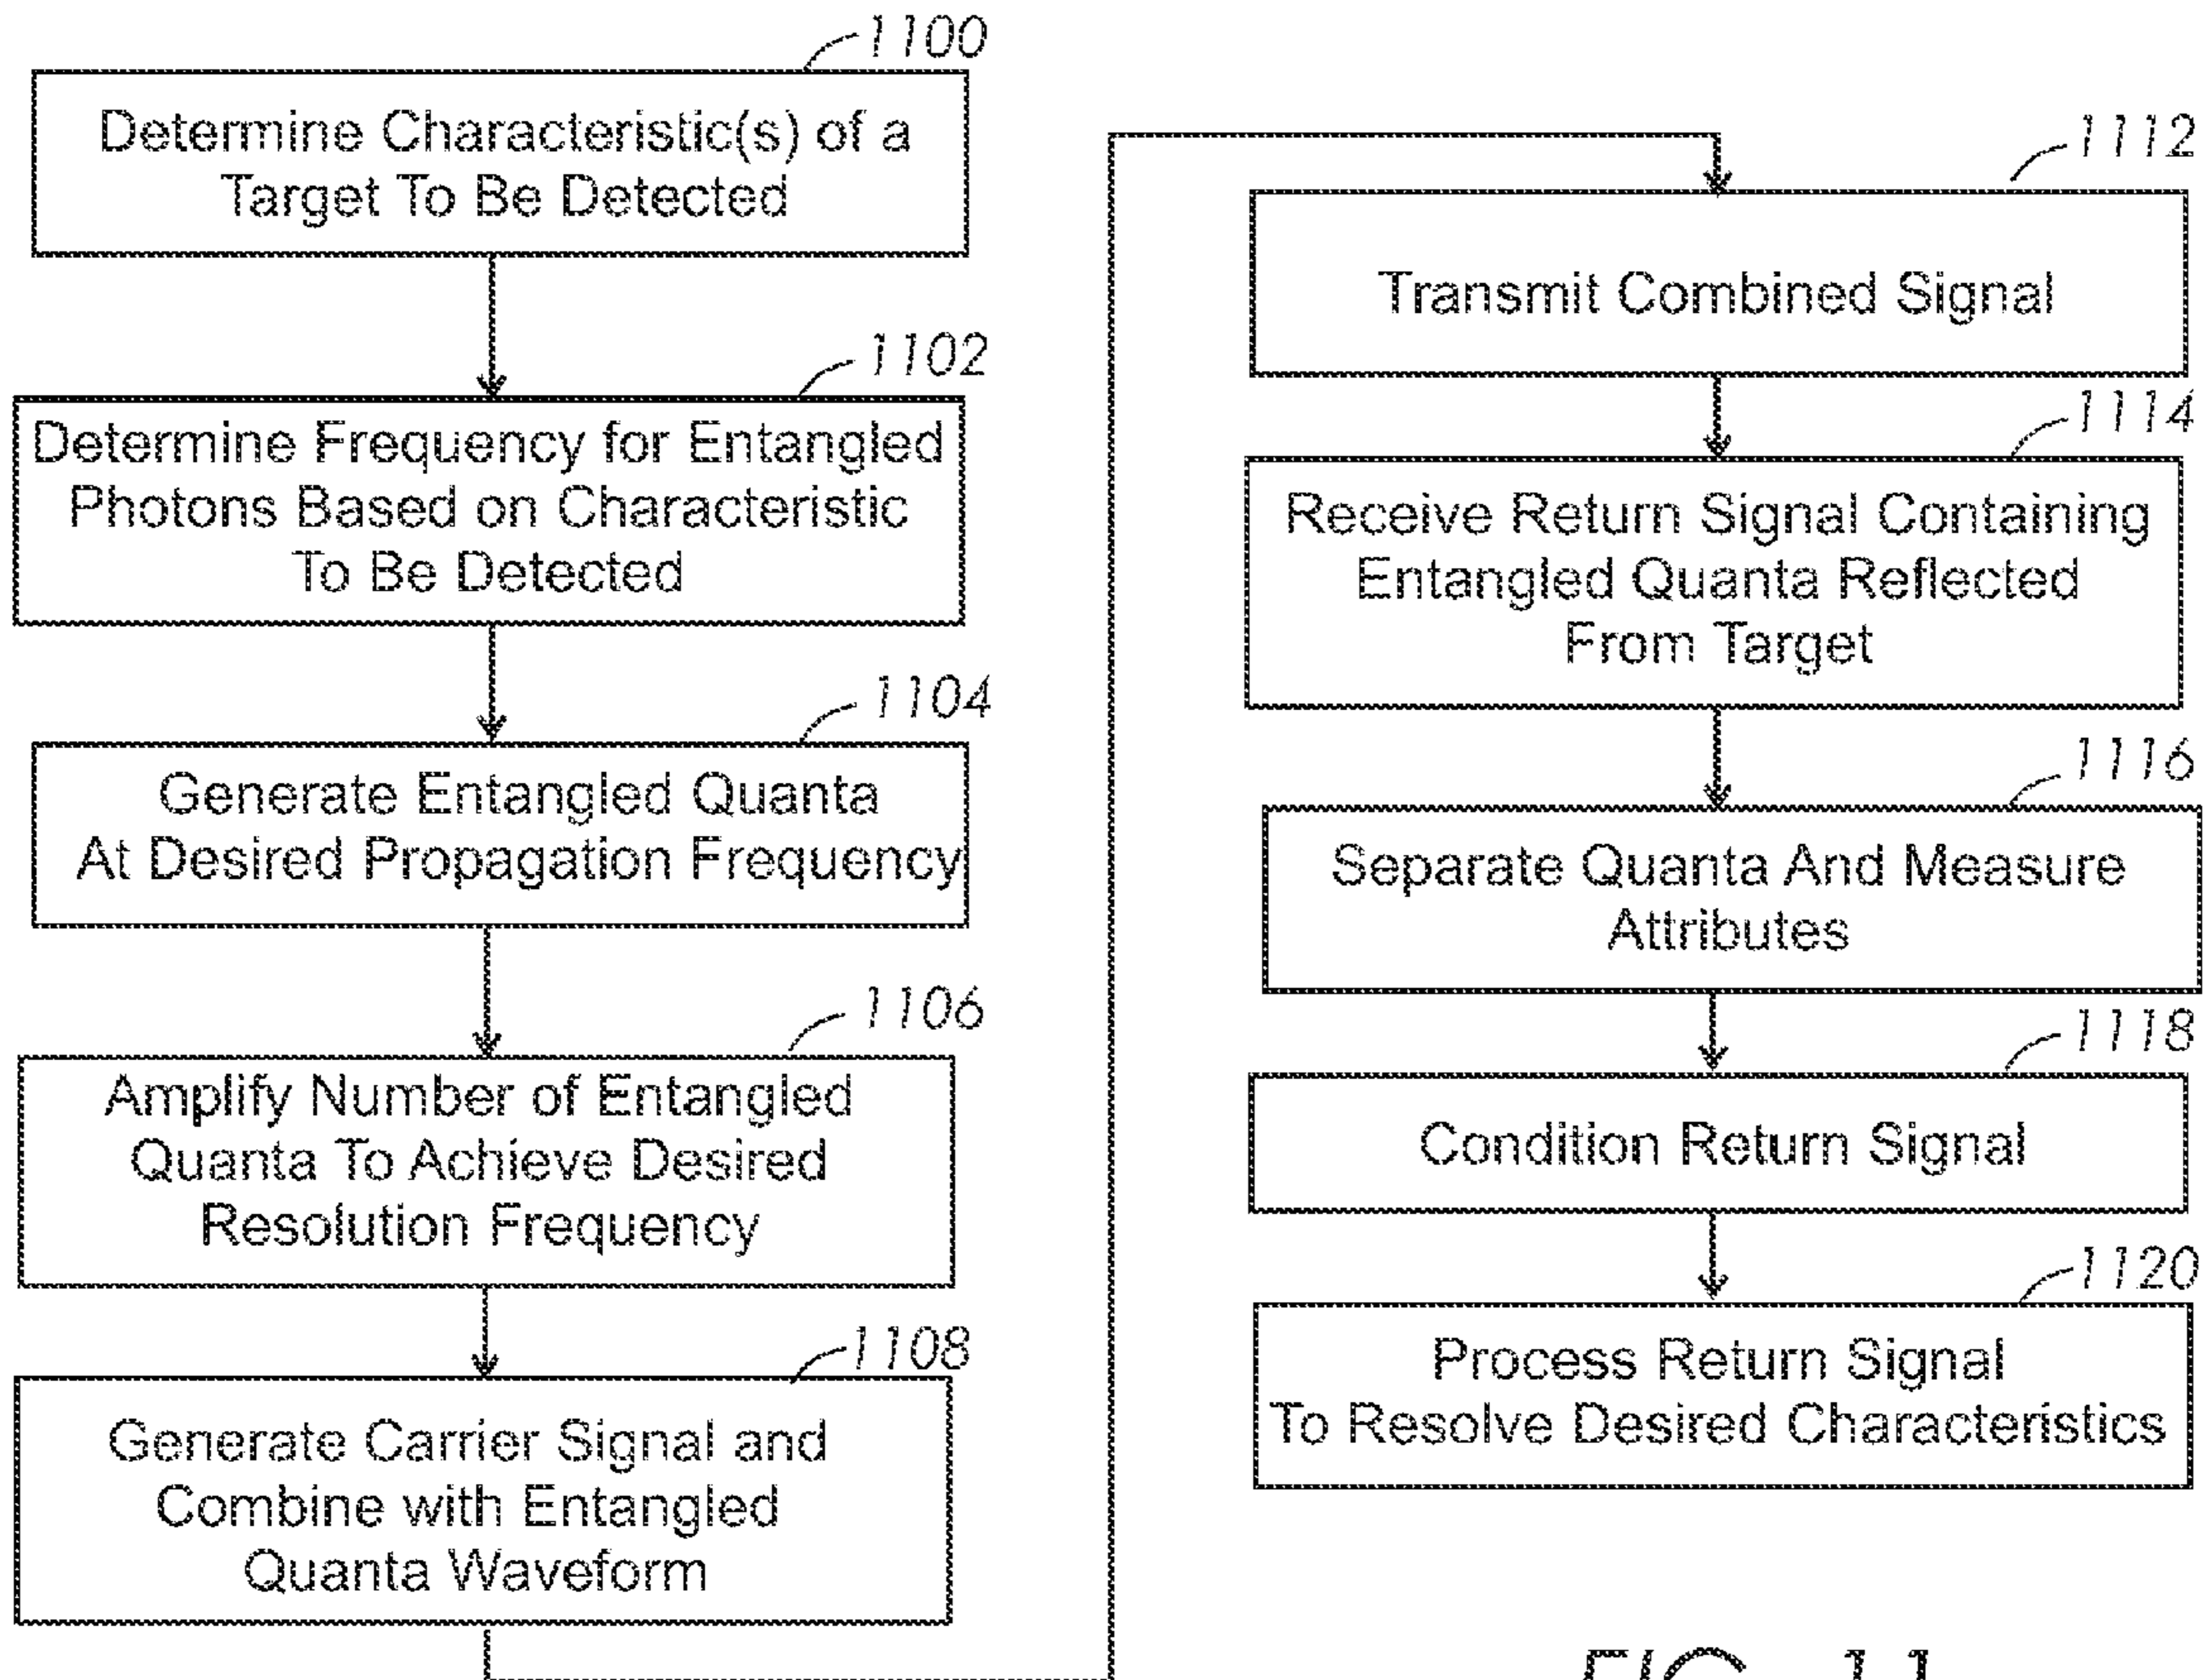 1100
Determine Characteristic(s) of a
Target To Be Detected
1102
Determine Frequency for Entangled
Photons Based on Characteristic
To Be Detected
1104
Generate Entangled Quanta
At Desired Propagation Frequency
1106
Amplify Number of Entangled
Quanta To Achieve Desired
Resolution Frequency
1108
Generate Carrier Signal and
Combine with Entangled
Quanta Waveform
1112
Transmit Combined Signal
1114
Receive Return Signal Containing
Entangled Quanta Reflected
From Target
1116
Separate Quanta And Measure
Attributes
1118
Condition Return Signal
1120
Process Return Signal
To Resolve Desired Characteristics
FIG. 11